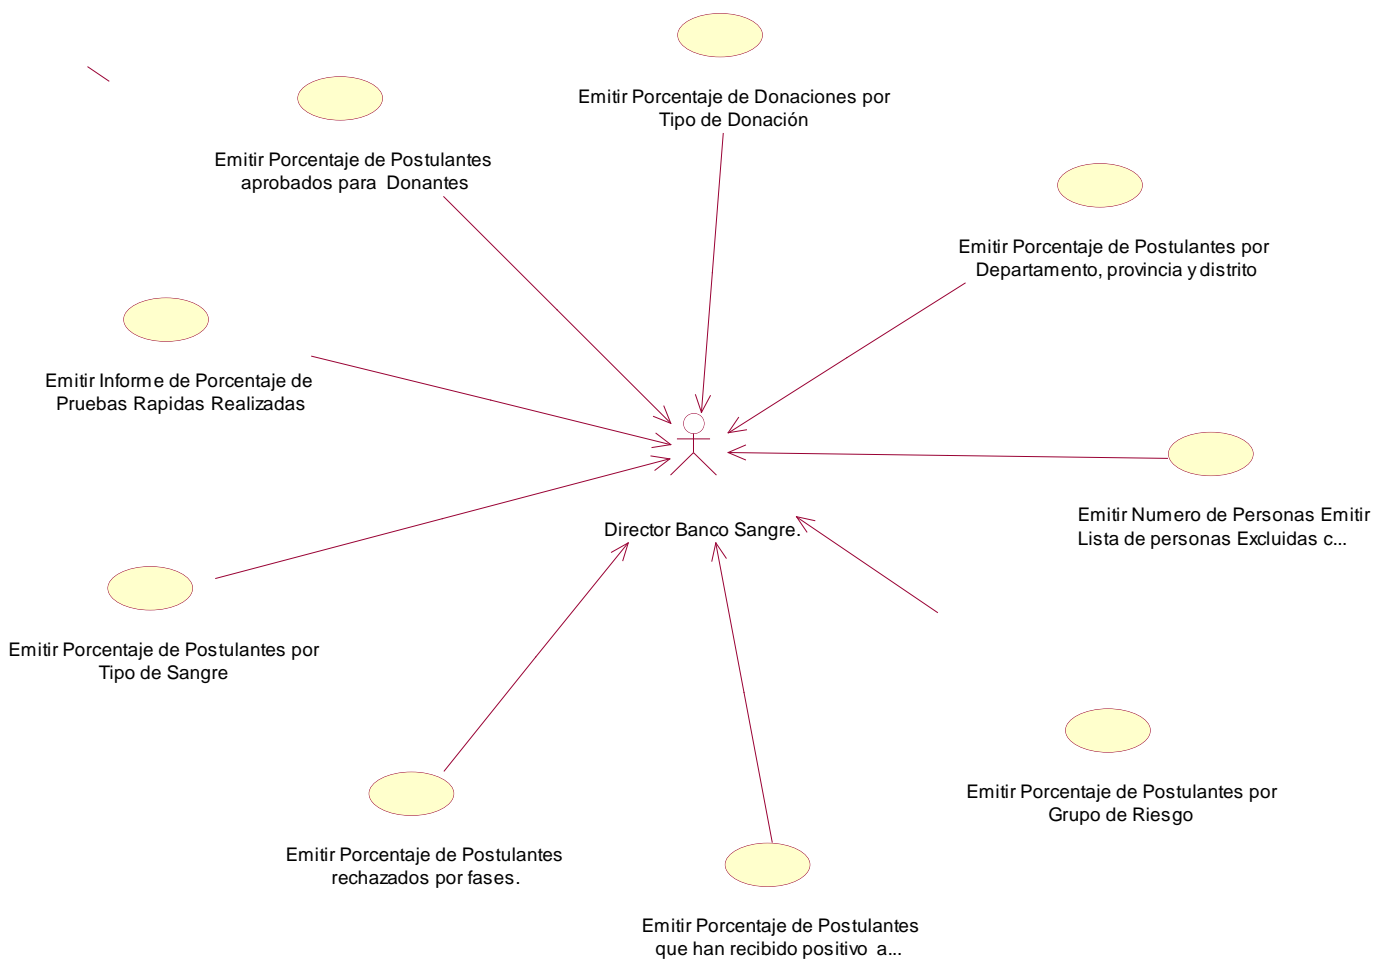 Emitir Porcentaje de Donaciones por
Tipo de Donación
Emitir Porcentaje de Postulantes
aprobados para Donantes
Emitir Porcentaje de Postulantes por
Departamento, provincia y distrito
Emitir Informe de Porcentaje de
Pruebas Rapidas Realizadas
Emitir Numero de Personas Emitir
Lista de personas Excluidas c...
Director Banco Sangre.
Emitir Porcentaje de Postulantes por
Tipo de Sangre
Emitir Porcentaje de Postulantes por
Grupo de Riesgo
Emitir Porcentaje de Postulantes
rechazados por fases.
Emitir Porcentaje de Postulantes
que han recibido positivo a...